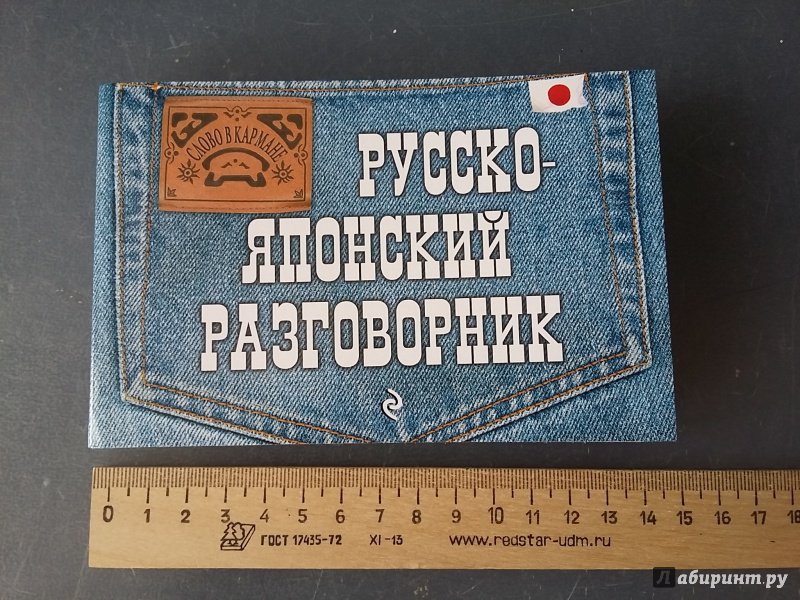 СЛОВО В КАРМАНЕ
РУССКО-
ЯПОНСКИЙ
РАЗГОВОРНИК
0 1 2 3 4 5 6 7 8 9 10 11 12 13 14 15 16 17 18
ГОСТ 17435-72 XI-13 www.redstar-udm.ru
Лабиринт.ру